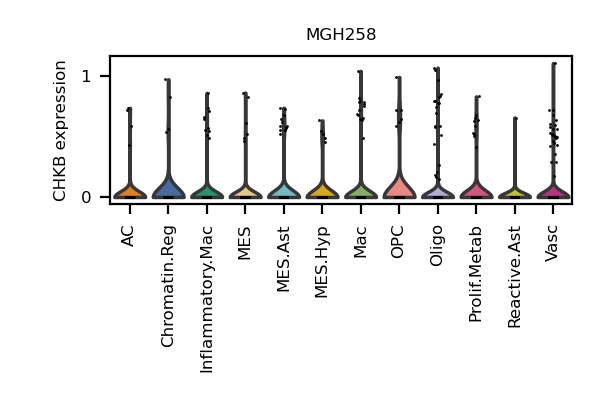 MGH258
CHKB expression
1
0
AC
Chromatin.Reg
Inflammatory.Mac
MES
MES.Ast
MES.Hyp
Mac
OPC
Oligo
Prolif.Metab
Reactive.Ast
Vasc